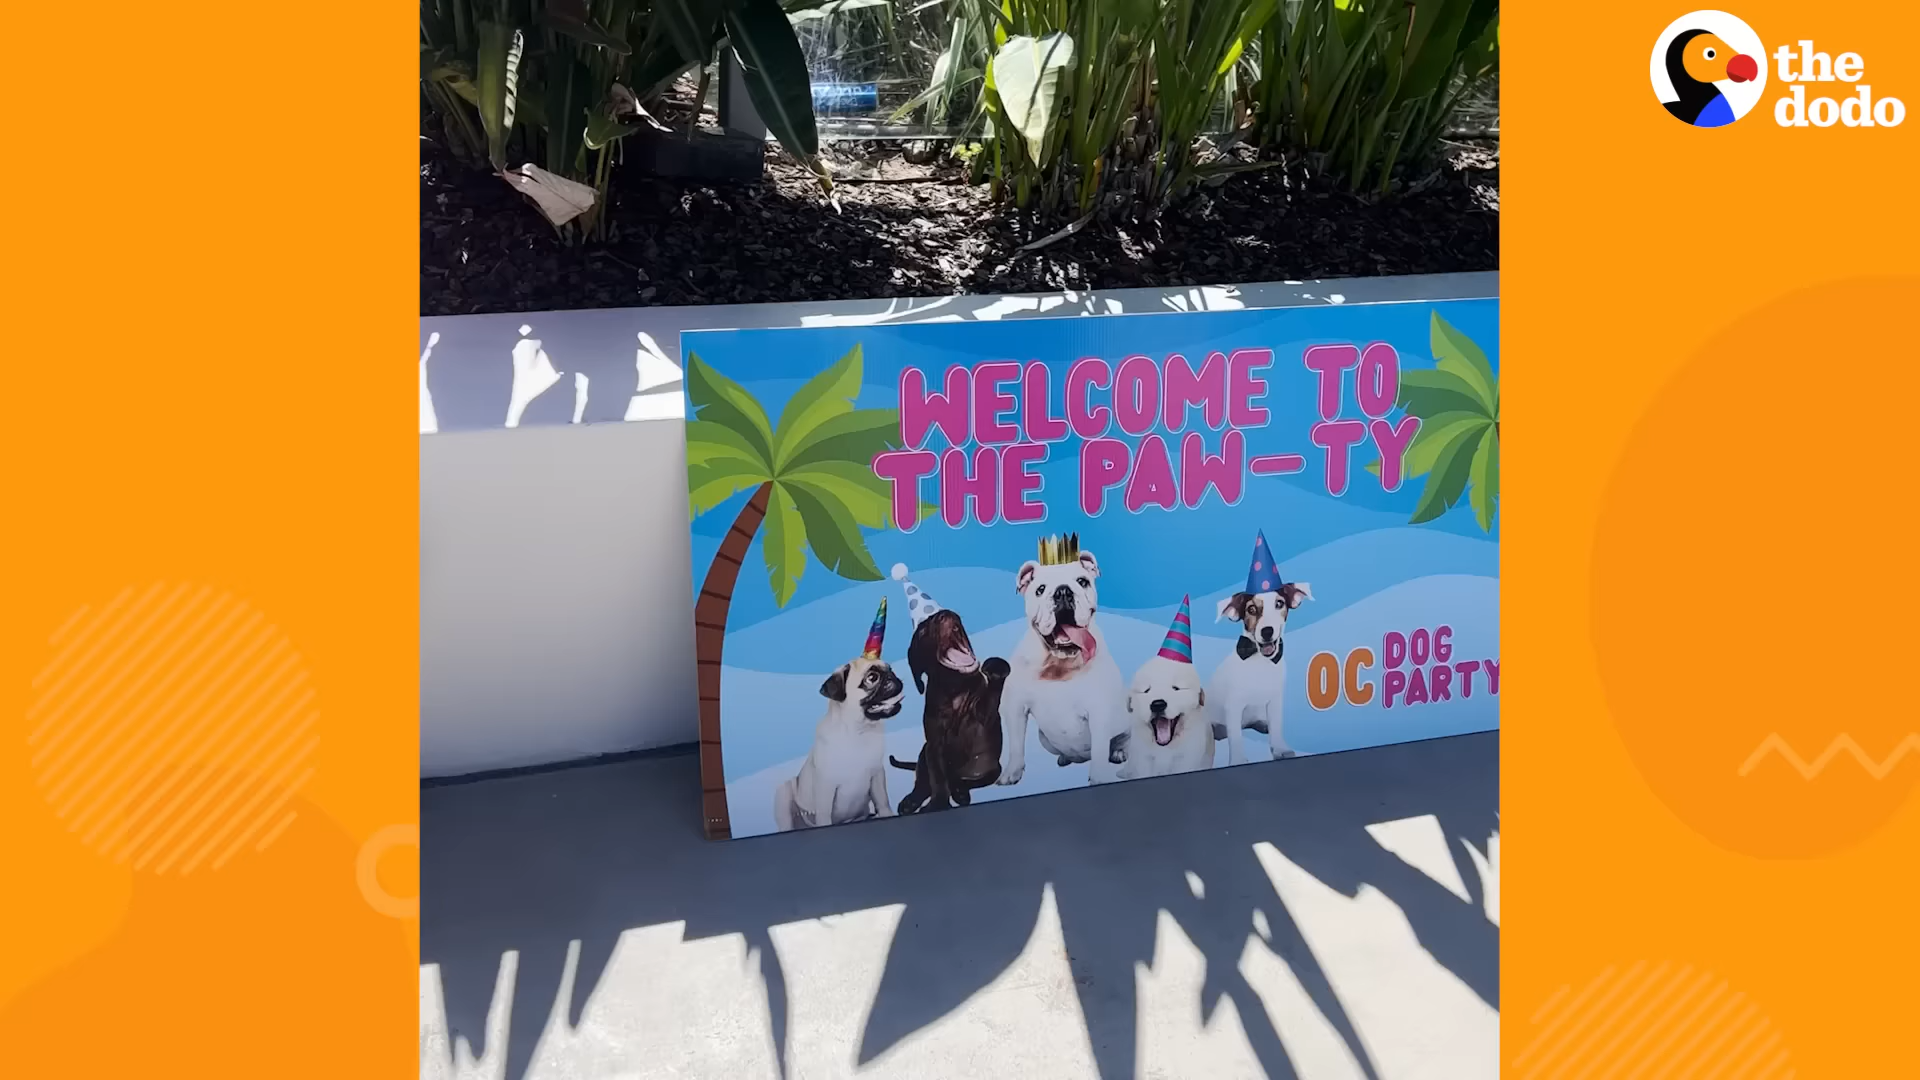 the
dodo
WELCOME TO
THE PAW-TY
OC DOG
PARTY